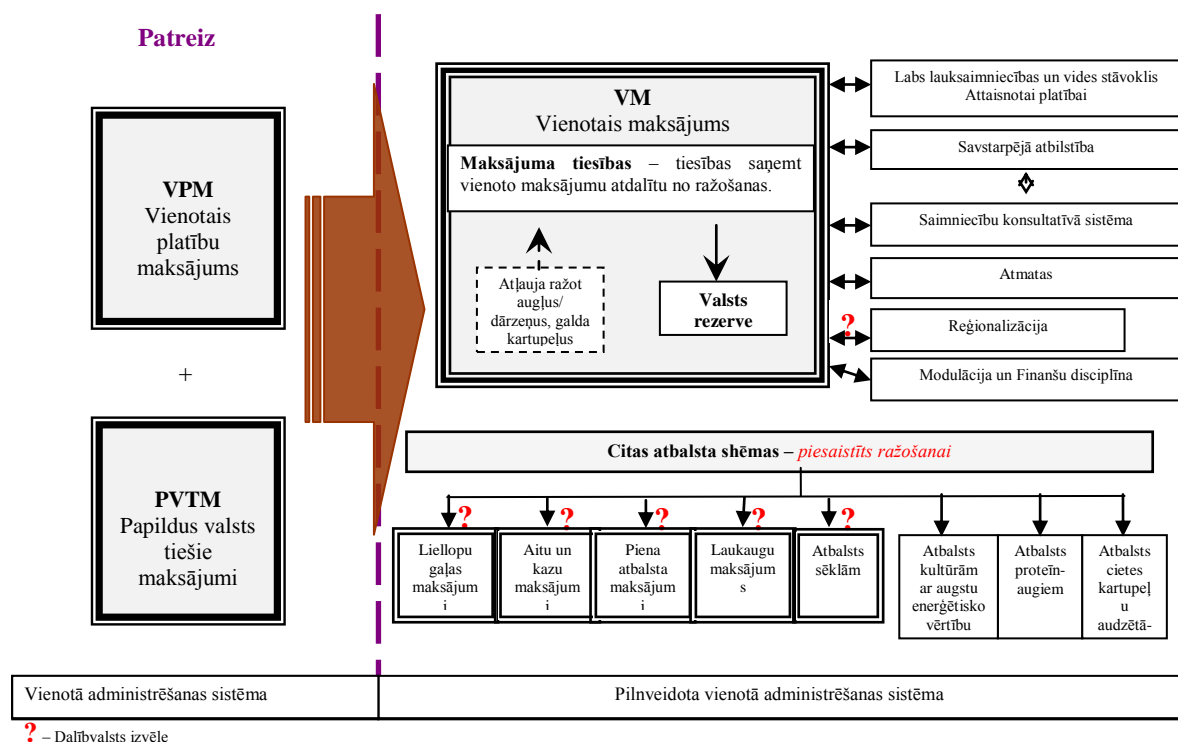 Patreiz
VPM
Vienotais
platību
maksājums
+
PVTM
Papildus valsts
tiešie
maksājumi
VM
Vienotais maksājums
Maksājuma tiesības – tiesības saņemt
vienoto maksājumu atdalītu no ražošanas.
Atļauja ražot
augļus/
dārzeņus, galda
kartupeļus
Valsts
rezerve
Labs lauksaimniecības un vides stāvoklis
Attaisnotai platībai
Savstarpējā atbilstība
Saimniecību konsultatīvā sistēma
Atmatas
?
Reģionalizācija
Modulācija un Finanšu disciplīna
Citas atbalsta shēmas – piesaistīts ražošanai
? ? ? ? ?
Liellopu
gaļas
maksājum
i
Aitu un
kazu
maksājum
i
Piena
atbalsta
maksājum
i
Laukaugu
maksājum
s
Atbalsts
sēklām
Atbalsts
kultūrām
ar augstu
enerģētisko
vērtību
Atbalsts
proteīn-
augiem
Atbalsts
cietes
kartupeļ
u
audzētā-
Vienotā administrēšanas sistēma
Pilnveidota vienotā administrēšanas sistēma
? – Dalībvalsts izvēle